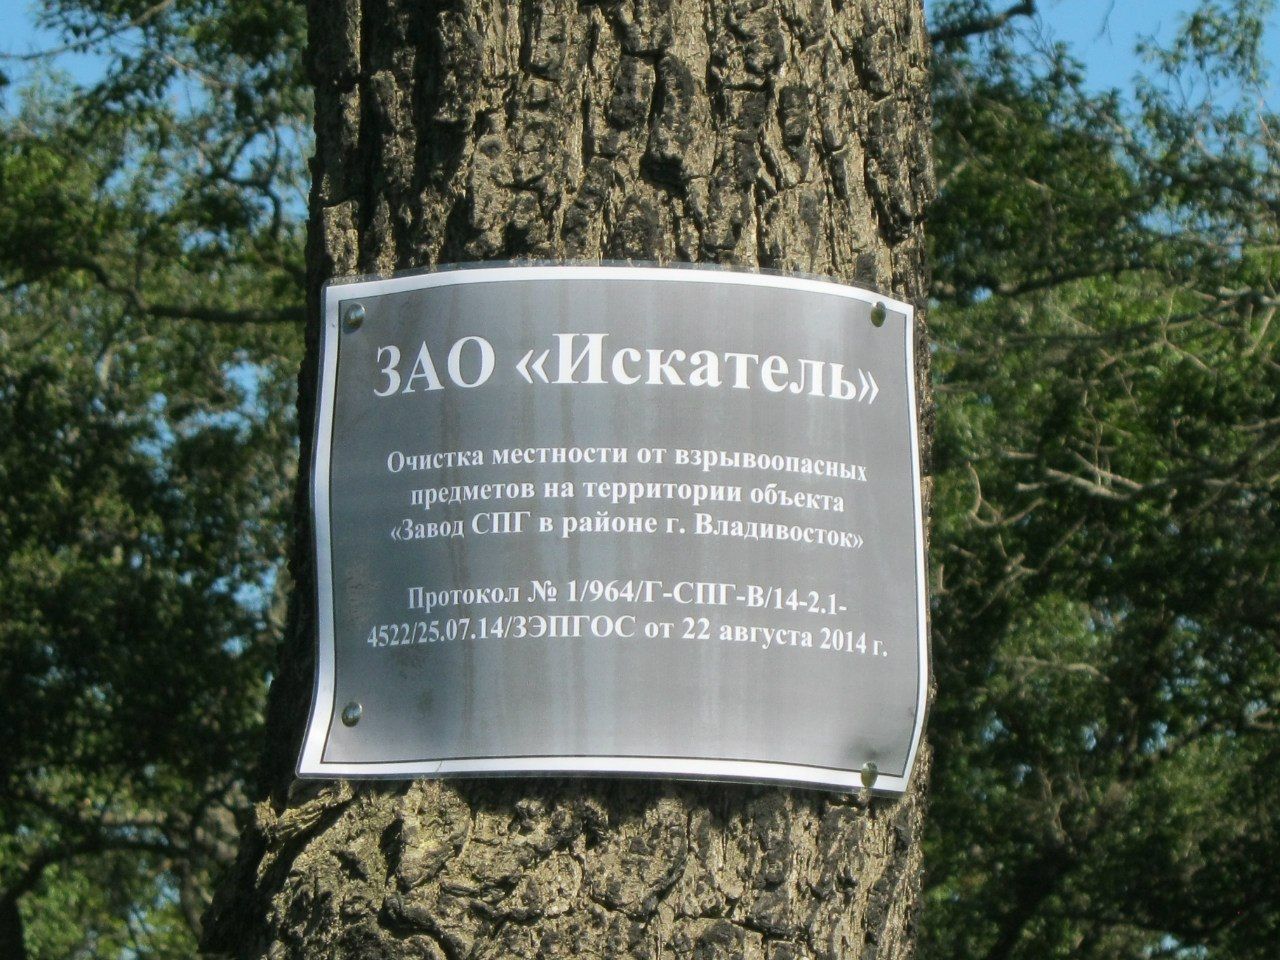 ЗАО «Искатель»
Очистка местности от взрывоопасных
предметов на территории объекта
«Завод СПГ в районе г. Владивосток»
Протокол № 1/964/Г-СПГ-В/14-2.1-
4522/25.07.14/ЗЭПГОС от 22 августа 2014 г.